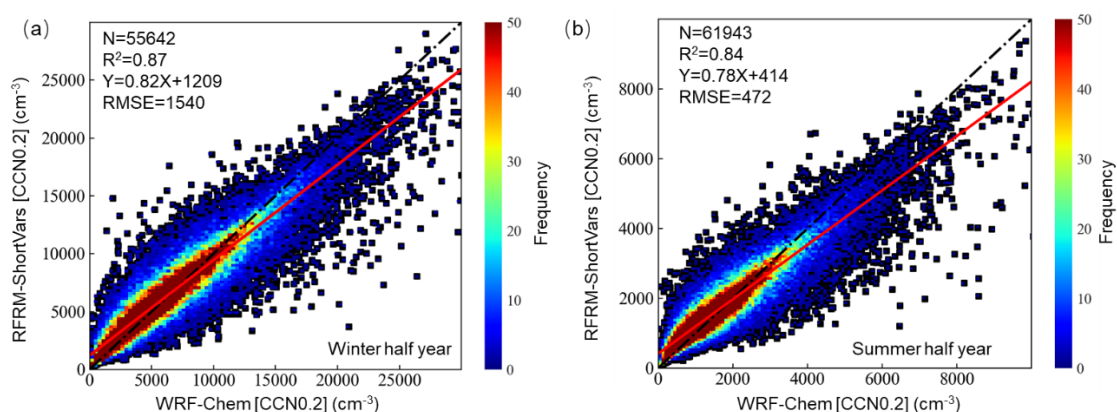 (a)
N=55642
R²=0.87
Y=0.82X+1209
RMSE=1540
Winter half year
RFRM-ShortVars [CCN0.2] (cm⁻³)
25000
20000
15000
10000
5000
0
0 5000 10000 15000 20000 25000
WRF-Chem [CCN0.2] (cm⁻³)
50
40
30
20
10
0
Frequency
(b)
N=61943
R²=0.84
Y=0.78X+414
RMSE=472
Summer half year
RFRM-ShortVars [CCN0.2] (cm⁻³)
8000
6000
4000
2000
0
0 2000 4000 6000 8000
WRF-Chem [CCN0.2] (cm⁻³)
50
40
30
20
10
0
Frequency